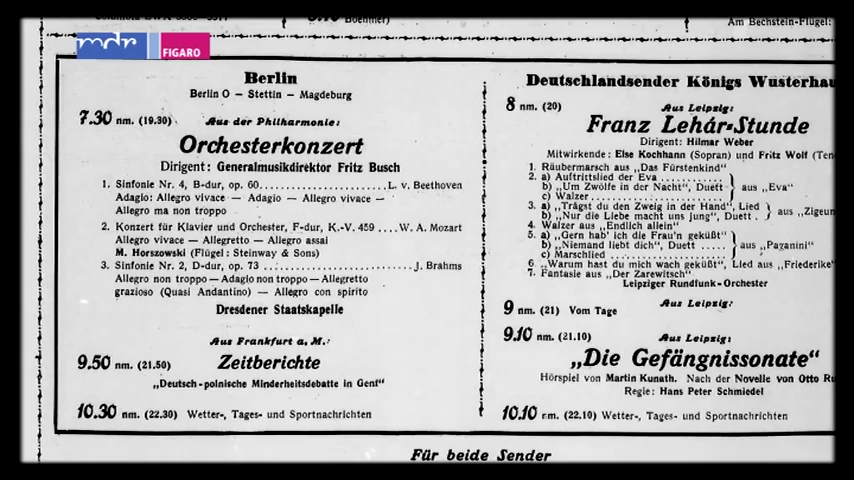 (Boehmer)
Am Bechstein-Flügel:
mdr FIGARO
Berlin
Berlin O – Stettin – Magdeburg
7.30 nm. (19.30) Aus der Philharmonie:
Orchesterkonzert
Dirigent: Generalmusikdirektor Fritz Busch
1. Sinfonie Nr. 4, B-dur, op. 60 ..................... L. v. Beethoven
Adagio: Allegro vivace — Adagio — Allegro vivace —
Allegro ma non troppo
2. Konzert für Klavier und Orchester, F-dur, K.-V. 459 .... W. A. Mozart
Allegro vivace — Allegretto — Allegro assai
M. Horszowski (Flügel: Steinway & Sons)
3. Sinfonie Nr. 2, D-dur, op. 73 ..................... J. Brahms
Allegro non troppo — Adagio non troppo — Allegretto
grazioso (Quasi Andantino) — Allegro con spirito
Dresdener Staatskapelle
Aus Frankfurt a. M.:
9.50 nm. (21.50) Zeitberichte
„Deutsch-polnische Minderheitsdebatte in Genf“
10.30 nm. (22.30) Wetter-, Tages- und Sportnachrichten
Deutschlandsender Königs Wusterhau
8 nm. (20) Aus Leipzig:
Franz Lehár-Stunde
Dirigent: Hilmar Weber
Mitwirkende: Else Kochhann (Sopran) und Fritz Wolf (Ten
1. Räubermarsch aus „Das Fürstenkind“
2. a) Auftrittslied der Eva ..............
b) „Um Zwölfe in der Nacht“, Duett } aus „Eva“
c) Walzer ..............
3. a) „Trägst du den Zweig in der Hand“, Lied
b) „Nur die Liebe macht uns jung“, Duett . } aus „Zigeun
4. Walzer aus „Endlich allein“
5. a) „Gern hab' ich die Frau'n geküßt“
b) „Niemand liebt dich“, Duett ..... } aus „Paganini“
c) Marschlied ..............
6. „Warum hast du mich wach geküßt“, Lied aus „Friederike“
7. Fantasie aus „Der Zarewitsch“
Leipziger Rundfunk-Orchester
9 nm. (21) Vom Tage Aus Leipzig:
9.10 nm. (21.10) Aus Leipzig:
„Die Gefängnissonate“
Hörspiel von Martin Kunath. Nach der Novelle von Otto Ru
Regie: Hans Peter Schmiedel
10.10 nm. (22.10) Wetter-, Tages- und Sportnachrichten
Für beide Sender